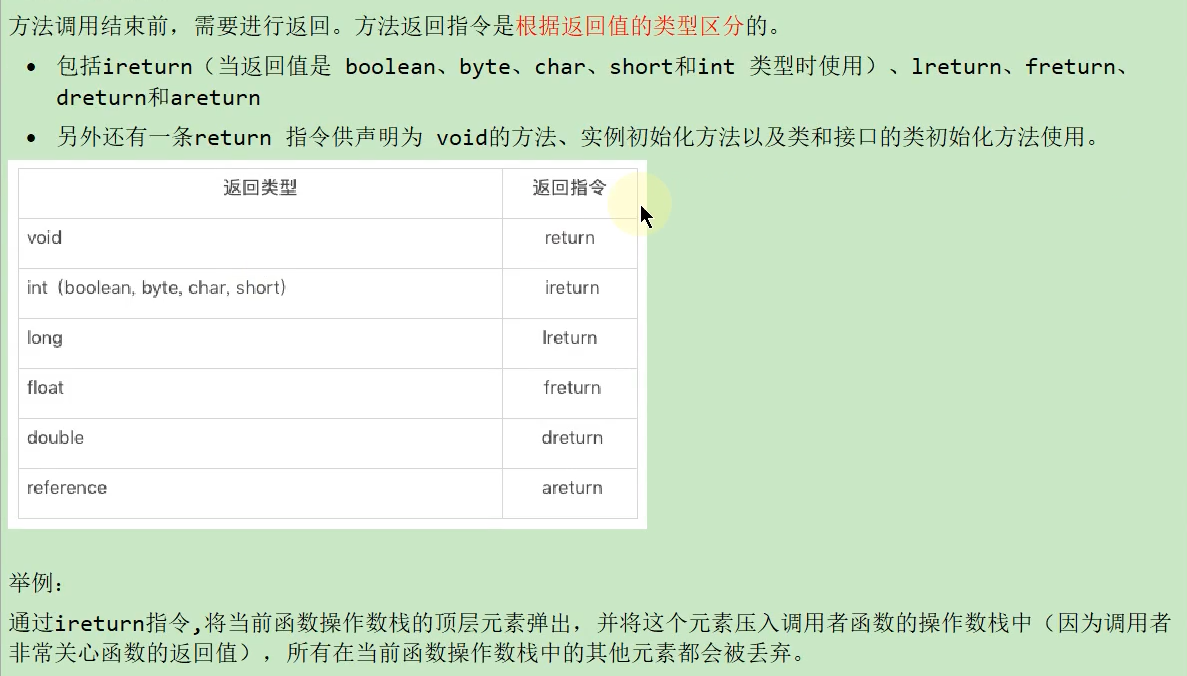 方法调用结束前，需要进行返回。方法返回指令是根据返回值的类型区分的。
• 包括ireturn（当返回值是 boolean、byte、char、short和int 类型时使用）、lreturn、freturn、
dreturn和areturn
• 另外还有一条return 指令供声明为 void的方法、实例初始化方法以及类和接口的类初始化方法使用。
返回类型 返回指令
void return
int（boolean, byte, char, short） ireturn
long lreturn
float freturn
double dreturn
reference areturn
举例：
通过ireturn指令,将当前函数操作数栈的顶层元素弹出，并将这个元素压入调用者函数的操作数栈中（因为调用者
非常关心函数的返回值），所有在当前函数操作数栈中的其他元素都会被丢弃。